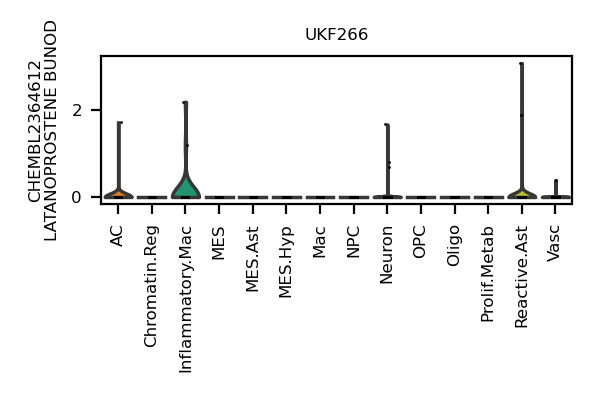 UKF266
CHEMBL2364612
LATANOPROSTENE BUNOD
2
0
AC
Chromatin.Reg
Inflammatory.Mac
MES
MES.Ast
MES.Hyp
Mac
NPC
Neuron
OPC
Oligo
Prolif.Metab
Reactive.Ast
Vasc